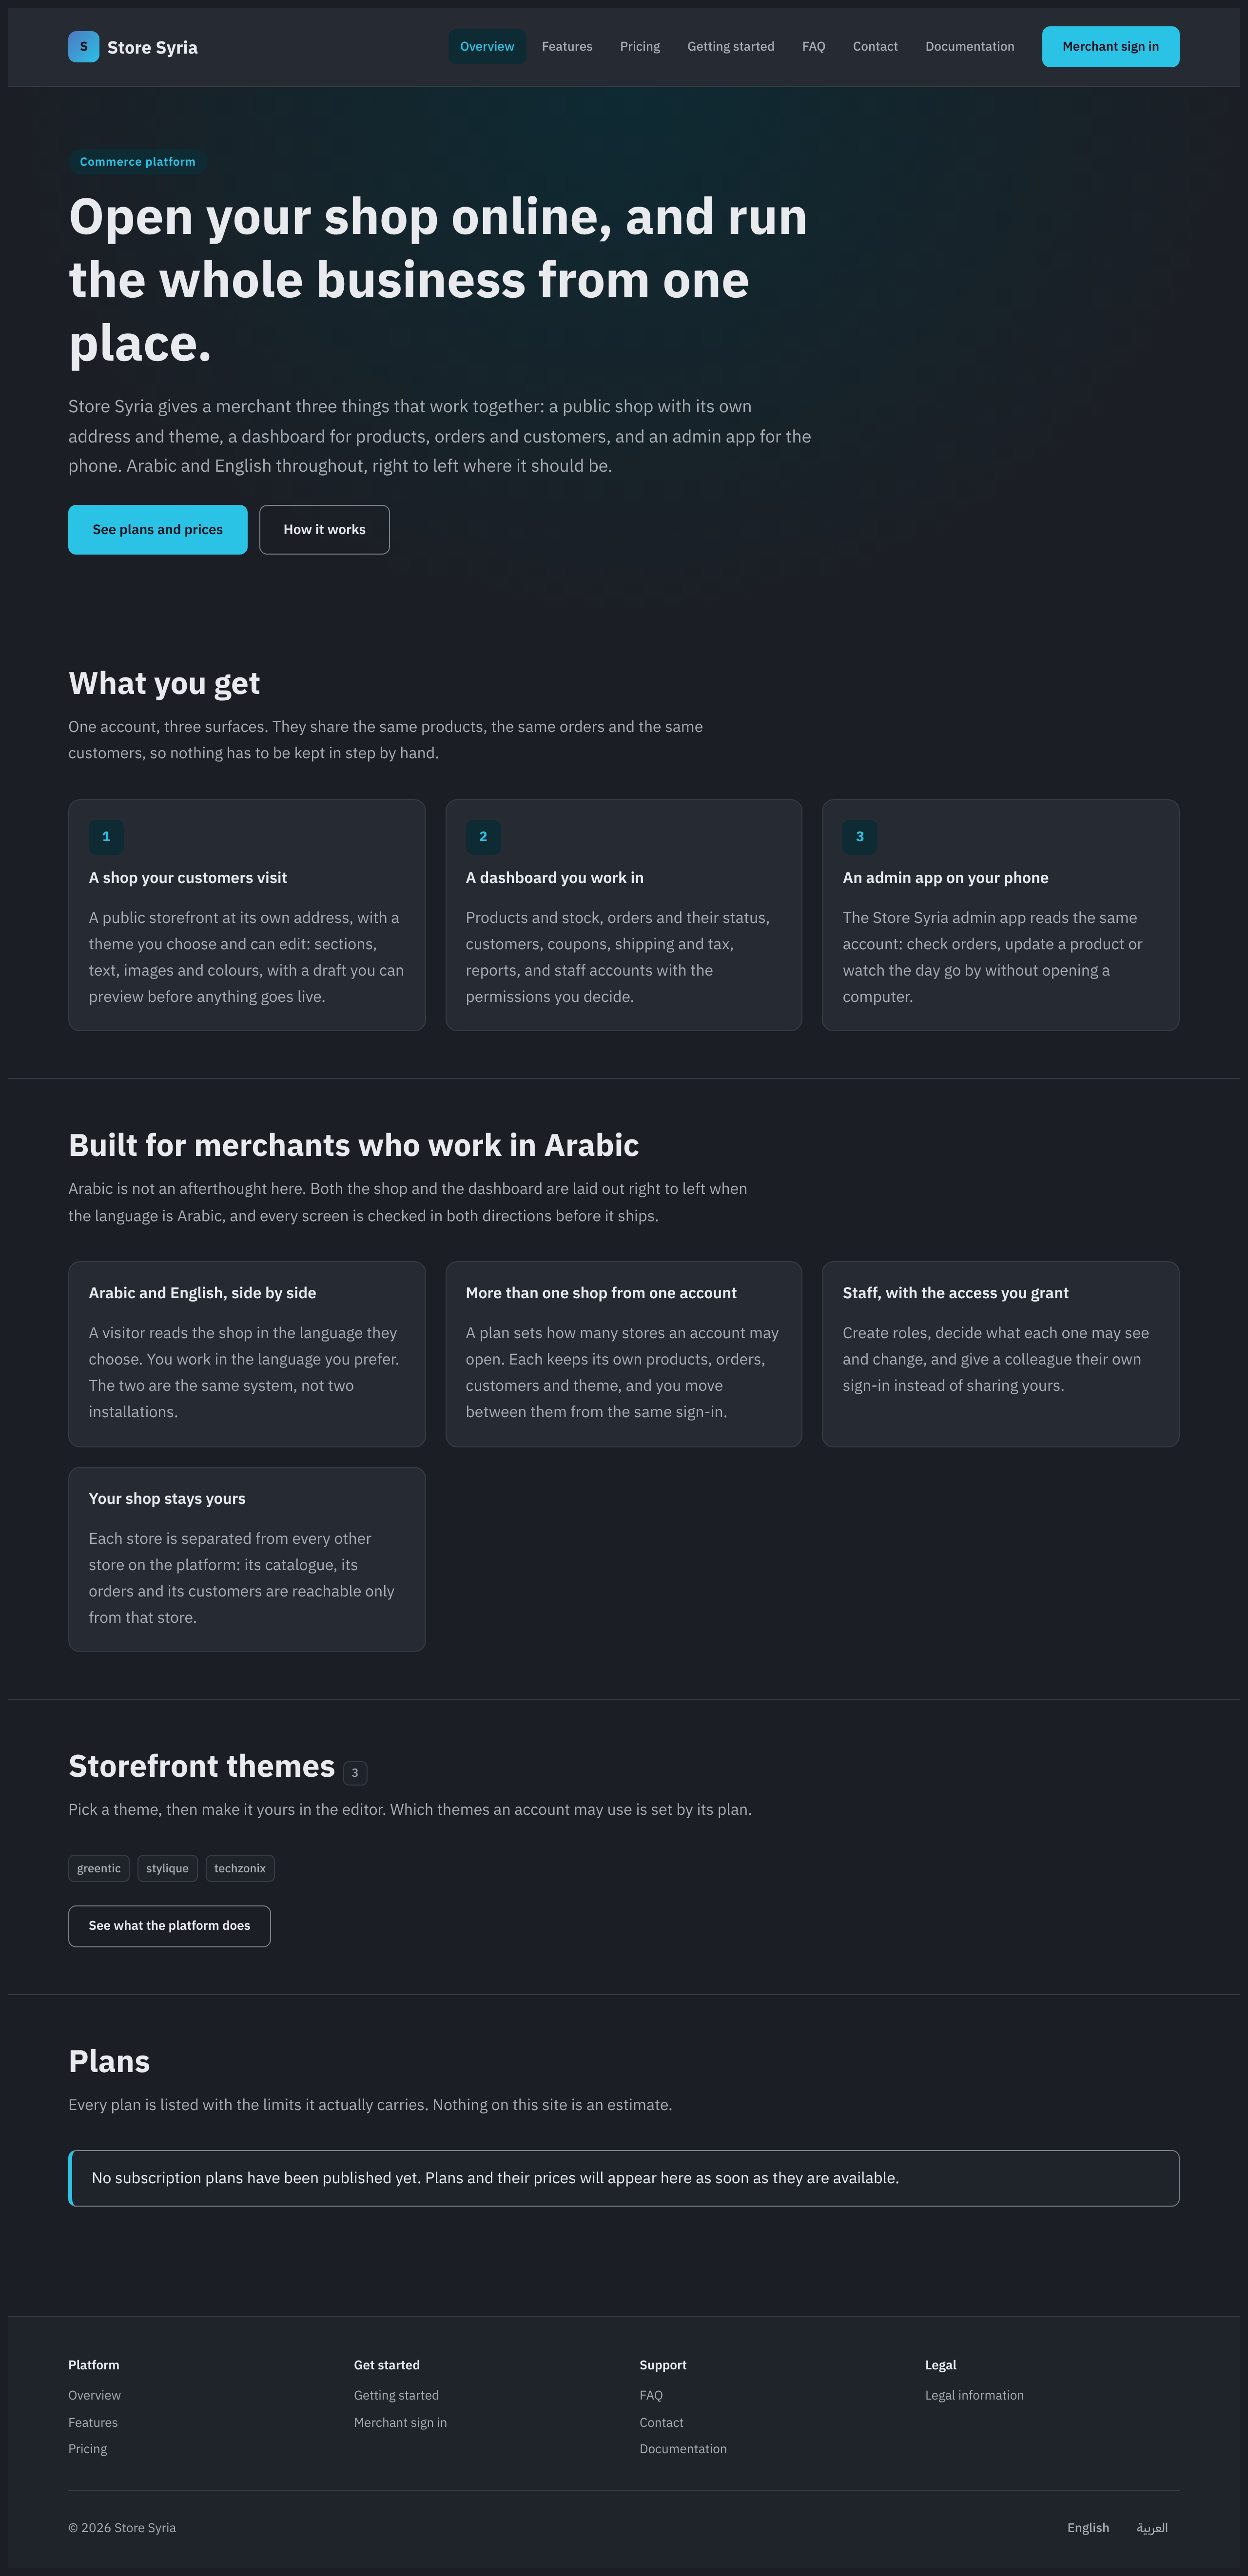 S Store Syria
Overview Features Pricing Getting started FAQ Contact Documentation Merchant sign in
Commerce platform
Open your shop online, and run
the whole business from one
place.
Store Syria gives a merchant three things that work together: a public shop with its own
address and theme, a dashboard for products, orders and customers, and an admin app for the
phone. Arabic and English throughout, right to left where it should be.
See plans and prices How it works
What you get
One account, three surfaces. They share the same products, the same orders and the same
customers, so nothing has to be kept in step by hand.
1
A shop your customers visit
A public storefront at its own address, with a
theme you choose and can edit: sections,
text, images and colours, with a draft you can
preview before anything goes live.
2
A dashboard you work in
Products and stock, orders and their status,
customers, coupons, shipping and tax,
reports, and staff accounts with the
permissions you decide.
3
An admin app on your phone
The Store Syria admin app reads the same
account: check orders, update a product or
watch the day go by without opening a
computer.
Built for merchants who work in Arabic
Arabic is not an afterthought here. Both the shop and the dashboard are laid out right to left when
the language is Arabic, and every screen is checked in both directions before it ships.
Arabic and English, side by side
A visitor reads the shop in the language they
choose. You work in the language you prefer.
The two are the same system, not two
installations.
More than one shop from one account
A plan sets how many stores an account may
open. Each keeps its own products, orders,
customers and theme, and you move
between them from the same sign-in.
Staff, with the access you grant
Create roles, decide what each one may see
and change, and give a colleague their own
sign-in instead of sharing yours.
Your shop stays yours
Each store is separated from every other
store on the platform: its catalogue, its
orders and its customers are reachable only
from that store.
Storefront themes 3
Pick a theme, then make it yours in the editor. Which themes an account may use is set by its plan.
greentic stylique techzonix
See what the platform does
Plans
Every plan is listed with the limits it actually carries. Nothing on this site is an estimate.
No subscription plans have been published yet. Plans and their prices will appear here as soon as they are available.
Platform
Overview
Features
Pricing
Get started
Getting started
Merchant sign in
Support
FAQ
Contact
Documentation
Legal
Legal information
© 2026 Store Syria
English العربية